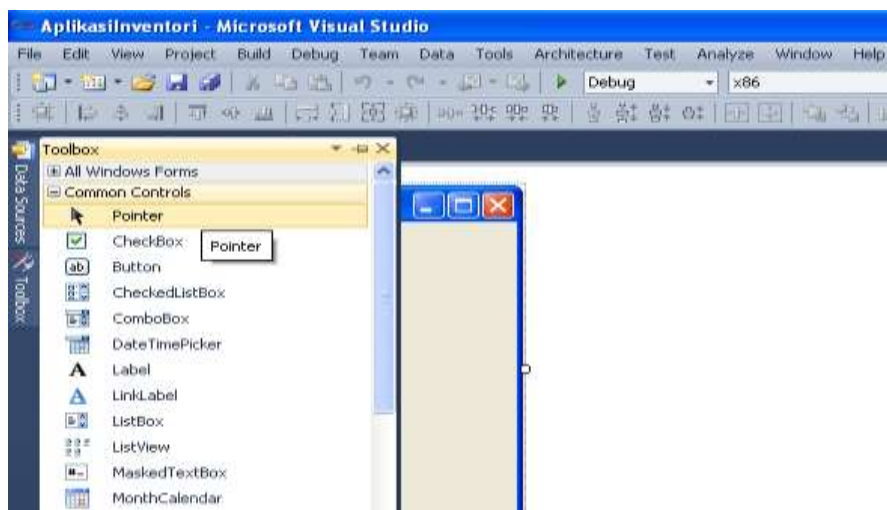 AplikasiInventori - Microsoft Visual Studio
File Edit View Project Build Debug Team Data Tools Architecture Test Analyze Window Help
Debug x86
Toolbox
Data Sources
Toolbox
All Windows Forms
Common Controls
Pointer
CheckBox
Pointer
Button
CheckedListBox
ComboBox
DateTimePicker
Label
LinkLabel
ListBox
ListView
MaskedTextBox
MonthCalendar